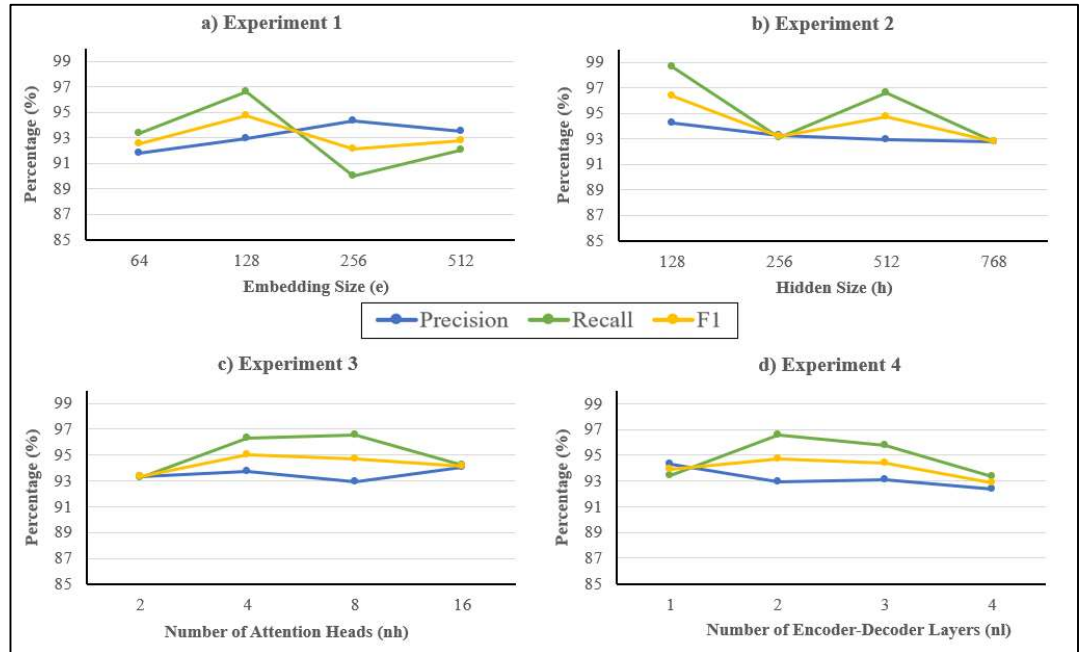 a) Experiment 1
99
97
95
93
91
89
87
85
Percentage (%)
64 128 256 512
Embedding Size (e)
b) Experiment 2
99
97
95
93
91
89
87
85
Percentage (%)
128 256 512 768
Hidden Size (h)
Precision Recall F1
c) Experiment 3
99
97
95
93
91
89
87
85
Percentage (%)
2 4 8 16
Number of Attention Heads (nh)
d) Experiment 4
99
97
95
93
91
89
87
85
Percentage (%)
1 2 3 4
Number of Encoder-Decoder Layers (nl)